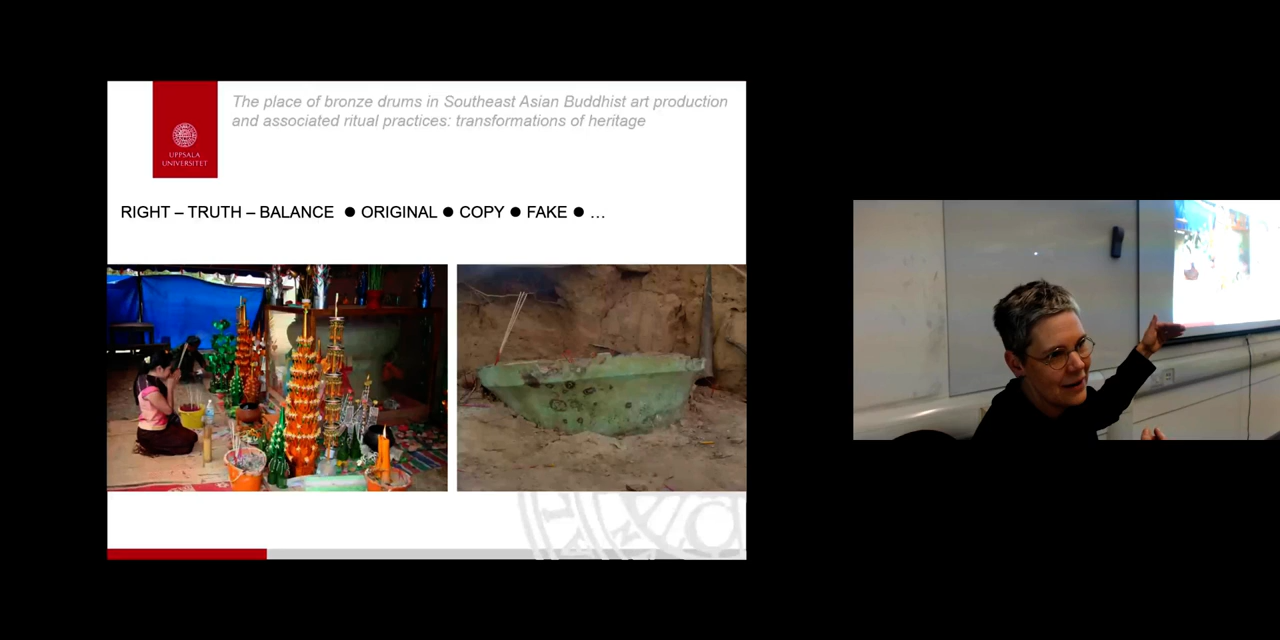 The place of bronze drums in Southeast Asian Buddhist art production
and associated ritual practices: transformations of heritage
UPPSALA
UNIVERSITET
RIGHT – TRUTH – BALANCE ● ORIGINAL ● COPY ● FAKE ● …